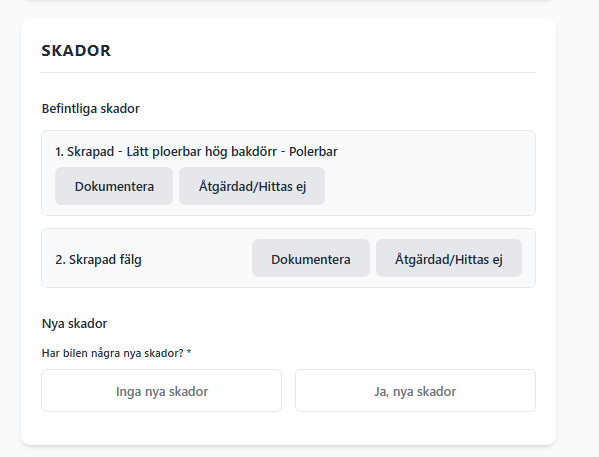 SKADOR
Befintliga skador
1. Skrapad - Lätt ploerbar hög bakdörr - Polerbar
Dokumentera
Åtgärdad/Hittas ej
2. Skrapad fälg
Dokumentera
Åtgärdad/Hittas ej
Nya skador
Har bilen några nya skador? *
Inga nya skador
Ja, nya skador